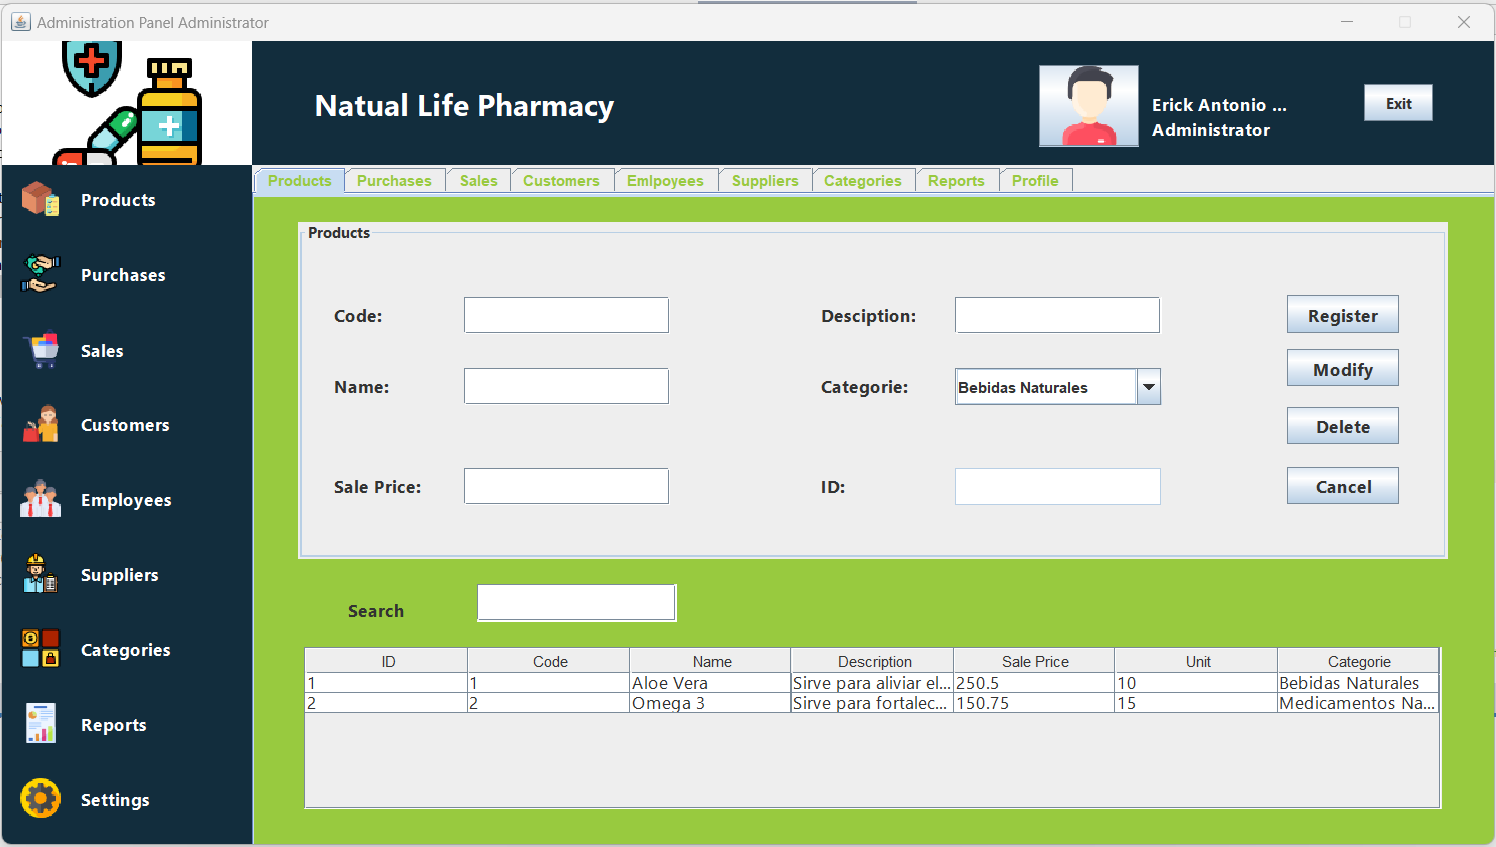 Administration Panel Administrator
Natual Life Pharmacy
Erick Antonio ...
Administrator
Exit
Products
Purchases
Sales
Customers
Employees
Suppliers
Categories
Reports
Settings
Products Purchases Sales Customers Emlpoyees Suppliers Categories Reports Profile
Products
Code: Desciption: Register
Modify
Name: Categorie: Bebidas Naturales
Delete
Sale Price: ID: Cancel
Search
ID Code Name Description Sale Price Unit Categorie
1 1 Aloe Vera Sirve para aliviar el... 250.5 10 Bebidas Naturales
2 2 Omega 3 Sirve para fortalec... 150.75 15 Medicamentos Na...